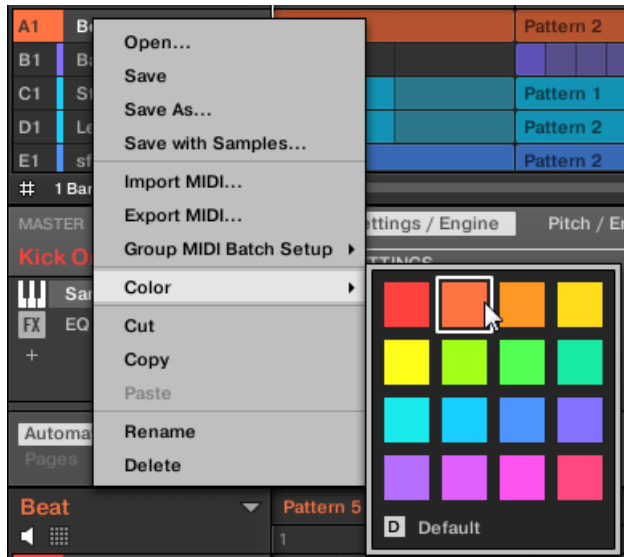 A1
Pattern 2
B1
C1
Pattern 1
D1
Pattern 2
E1
Pattern 2
Open...
Save
Save As...
Save with Samples...
Import MIDI...
Export MIDI...
Group MIDI Batch Setup
Color
Cut
Copy
Paste
Rename
Delete
1 Bar
MASTER
/ Engine
Pitch /
Kick
FX EQ
+
Pages
D Default
Beat
Pattern 5
1